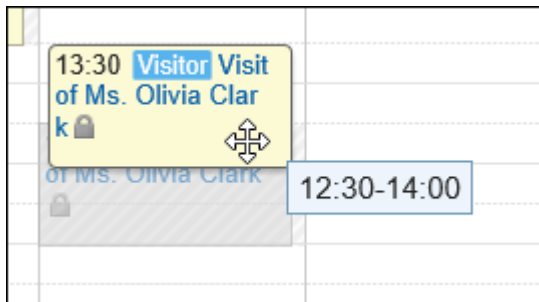 13:30 Visitor Visit
of Ms. Olivia Clar
k
of Ms. Olivia Clark
12:30-14:00